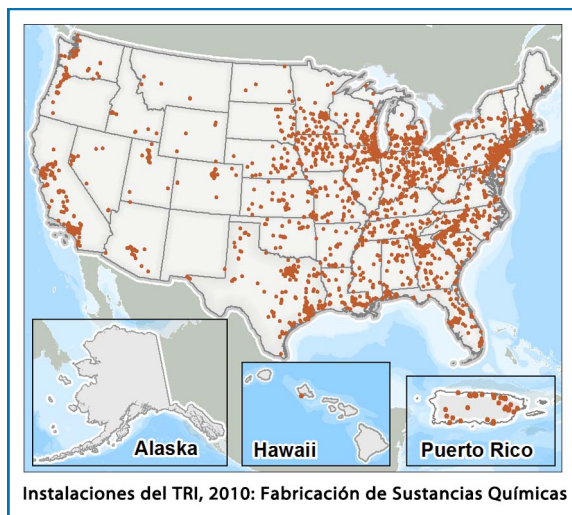 Alaska
Hawaii
Puerto Rico
Instalaciones del TRI, 2010: Fabricación de Sustancias Químicas